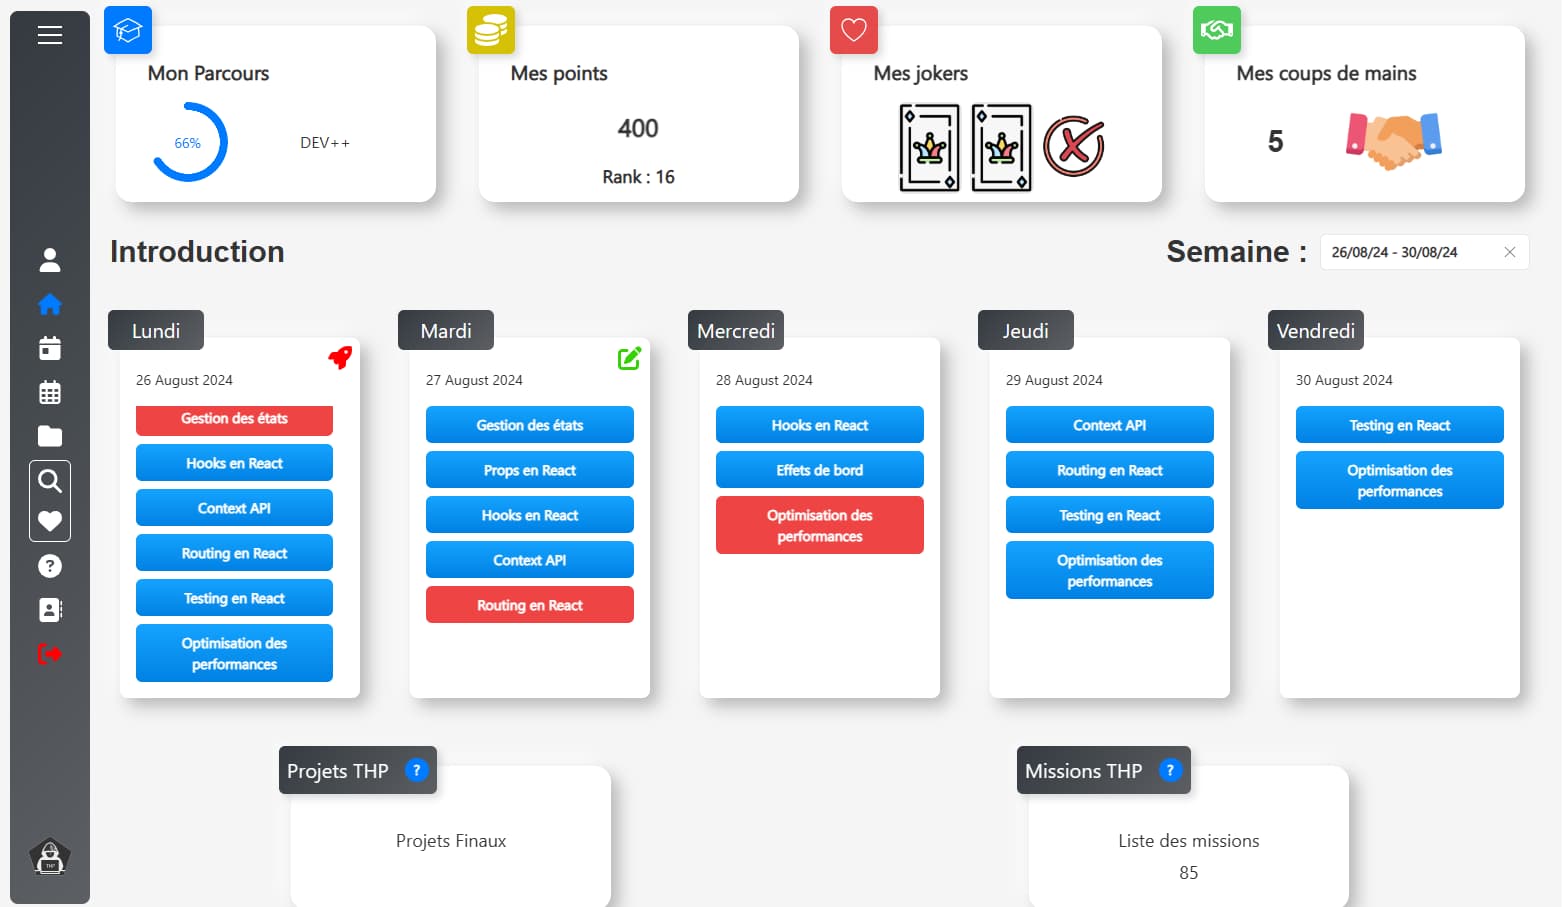 Mon Parcours
66%
DEV++
Mes points
400
Rank : 16
Mes jokers
Mes coups de mains
5
Introduction
Semaine :
26/08/24 - 30/08/24
Lundi
26 August 2024
Gestion des états
Hooks en React
Context API
Routing en React
Testing en React
Optimisation des
performances
Mardi
27 August 2024
Gestion des états
Props en React
Hooks en React
Context API
Routing en React
Mercredi
28 August 2024
Hooks en React
Effets de bord
Optimisation des
performances
Jeudi
29 August 2024
Context API
Routing en React
Testing en React
Optimisation des
performances
Vendredi
30 August 2024
Testing en React
Optimisation des
performances
?
THP
Projets THP ?
Projets Finaux
Missions THP ?
Liste des missions
85